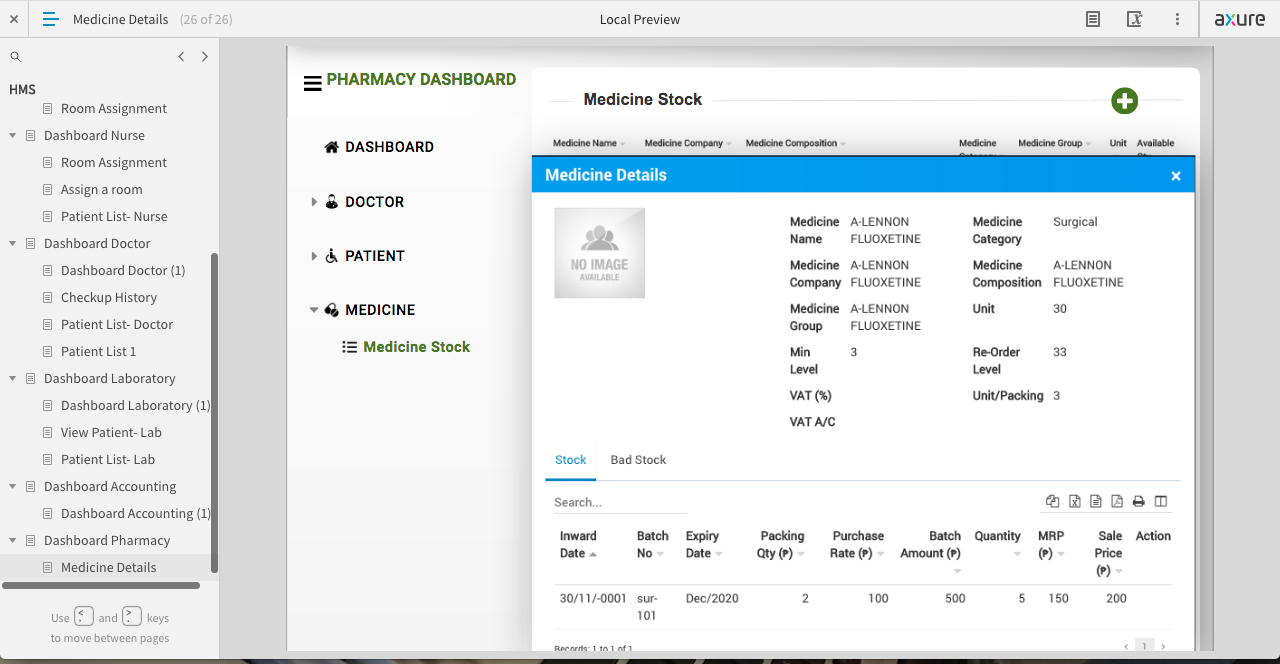 Medicine Details (26 of 26)
Local Preview
axure
HMS
Room Assignment
Dashboard Nurse
Room Assignment
Assign a room
Patient List- Nurse
Dashboard Doctor
Dashboard Doctor (1)
Checkup History
Patient List- Doctor
Patient List 1
Dashboard Laboratory
Dashboard Laboratory (1)
View Patient- Lab
Patient List- Lab
Dashboard Accounting
Dashboard Accounting (1)
Dashboard Pharmacy
Medicine Details
Use < and > keys
to move between pages
PHARMACY DASHBOARD
DASHBOARD
DOCTOR
PATIENT
MEDICINE
Medicine Stock
Medicine Stock
Medicine Name Medicine Company Medicine Composition Medicine Category Medicine Group Unit Available Qty
Medicine Details ×
NO IMAGE
AVAILABLE
Medicine Name A-LENNON FLUOXETINE Medicine Category Surgical
Medicine Company A-LENNON FLUOXETINE Medicine Composition A-LENNON FLUOXETINE
Medicine Group A-LENNON FLUOXETINE Unit 30
Min Level 3 Re-Order Level 33
VAT (%) Unit/Packing 3
VAT A/C
Stock Bad Stock
Search...
Inward Date Batch No Expiry Date Packing Qty (₱) Purchase Rate (₱) Batch Amount (₱) Quantity MRP (₱) Sale Price (₱) Action
30/11/-0001 sur-101 Dec/2020 2 100 500 5 150 200
Records: 1 to 1 of 1 ‹ 1 ›